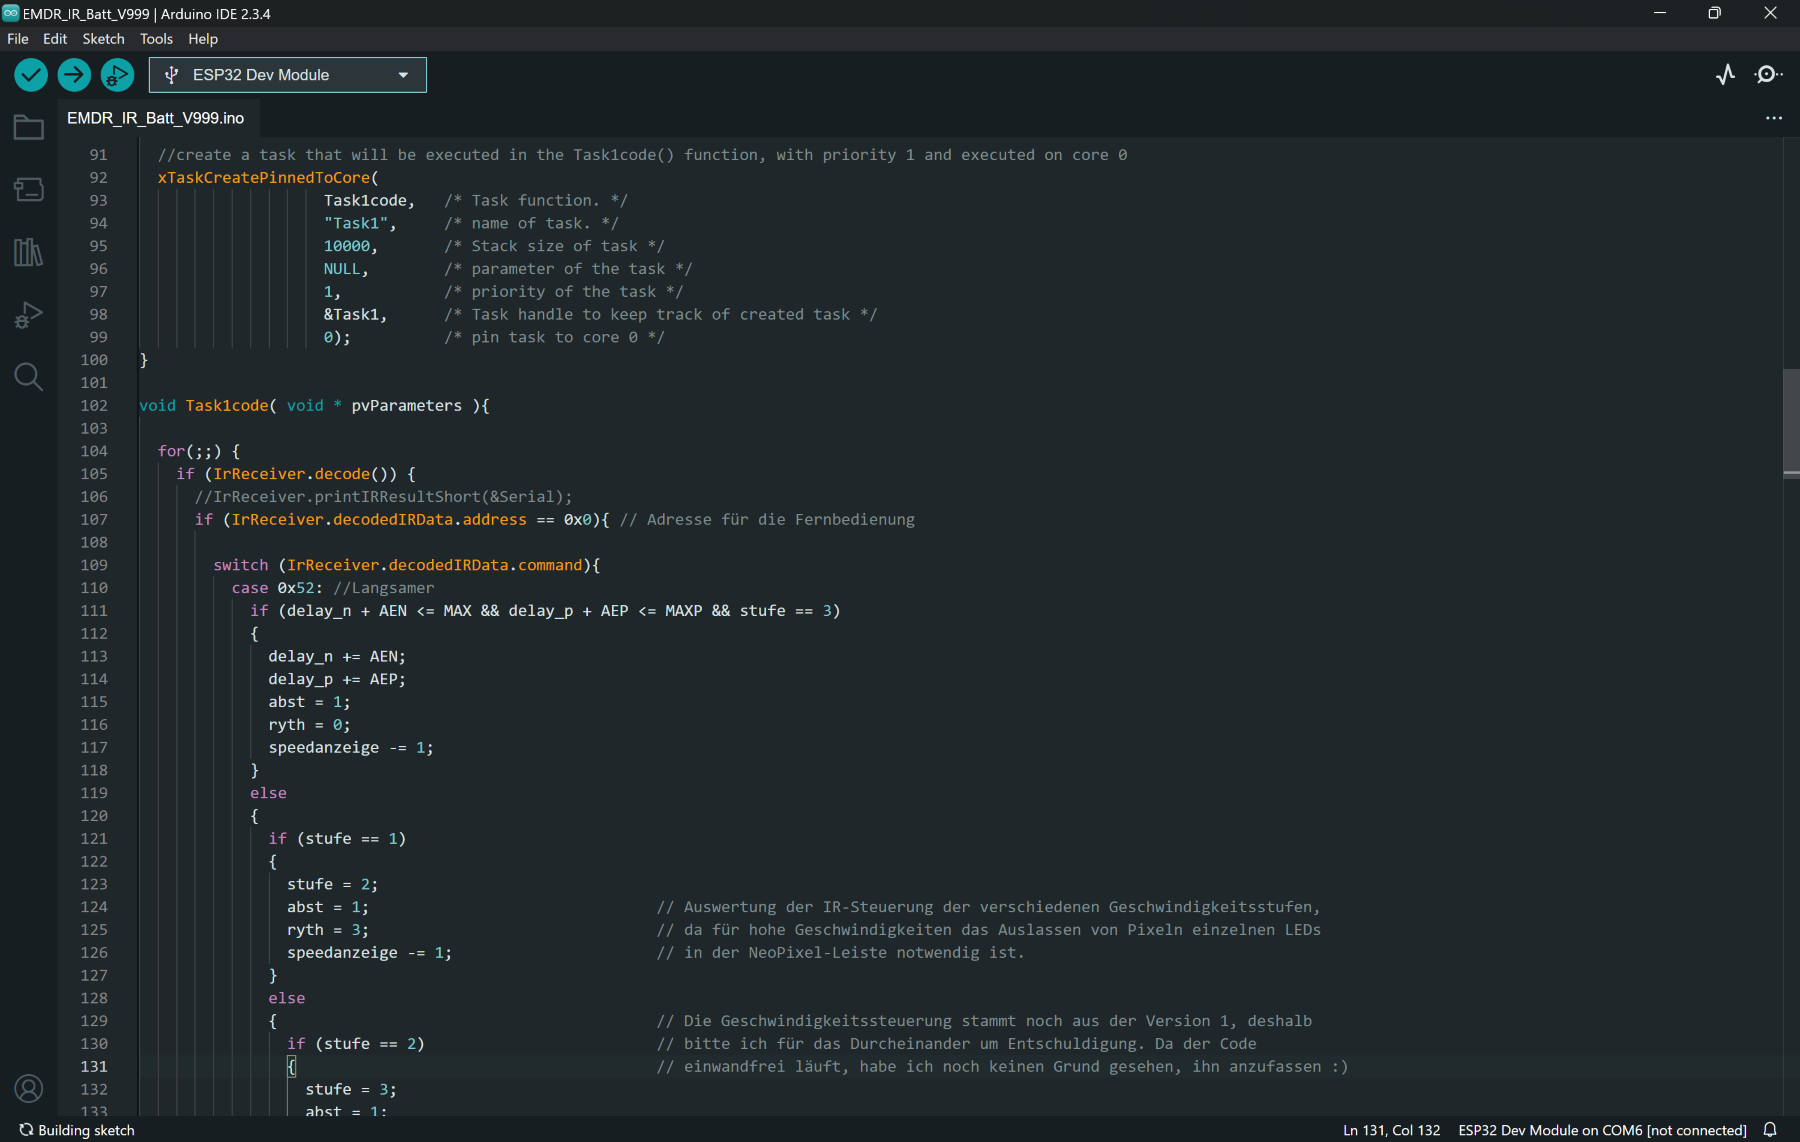 EMDR_IR_Batt_V999 | Arduino IDE 2.3.4
File Edit Sketch Tools Help
ESP32 Dev Module
EMDR_IR_Batt_V999.ino
91 //create a task that will be executed in the Task1code() function, with priority 1 and executed on core 0
92 xTaskCreatePinnedToCore(
93 Task1code, /* Task function. */
94 "Task1", /* name of task. */
95 10000, /* Stack size of task */
96 NULL, /* parameter of the task */
97 1, /* priority of the task */
98 &Task1, /* Task handle to keep track of created task */
99 0); /* pin task to core 0 */
100 }
101
102 void Task1code( void * pvParameters ){
103
104 for(;;) {
105 if (IrReceiver.decode()) {
106 //IrReceiver.printIRResultShort(&Serial);
107 if (IrReceiver.decodedIRData.address == 0x0){ // Adresse für die Fernbedienung
108
109 switch (IrReceiver.decodedIRData.command){
110 case 0x52: //Langsamer
111 if (delay_n + AEN <= MAX && delay_p + AEP <= MAXP && stufe == 3)
112 {
113 delay_n += AEN;
114 delay_p += AEP;
115 abst = 1;
116 ryth = 0;
117 speedanzeige -= 1;
118 }
119 else
120 {
121 if (stufe == 1)
122 {
123 stufe = 2;
124 abst = 1; // Auswertung der IR-Steuerung der verschiedenen Geschwindigkeitsstufen,
125 ryth = 3; // da für hohe Geschwindigkeiten das Auslassen von Pixeln einzelnen LEDs
126 speedanzeige -= 1; // in der NeoPixel-Leiste notwendig ist.
127 }
128 else
129 { // Die Geschwindigkeitssteuerung stammt noch aus der Version 1, deshalb
130 if (stufe == 2) // bitte ich für das Durcheinander um Entschuldigung. Da der Code
131 { // einwandfrei läuft, habe ich noch keinen Grund gesehen, ihn anzufassen :)
132 stufe = 3;
133 abst = 1;
Building sketch
Ln 131, Col 132 ESP32 Dev Module on COM6 [not connected]